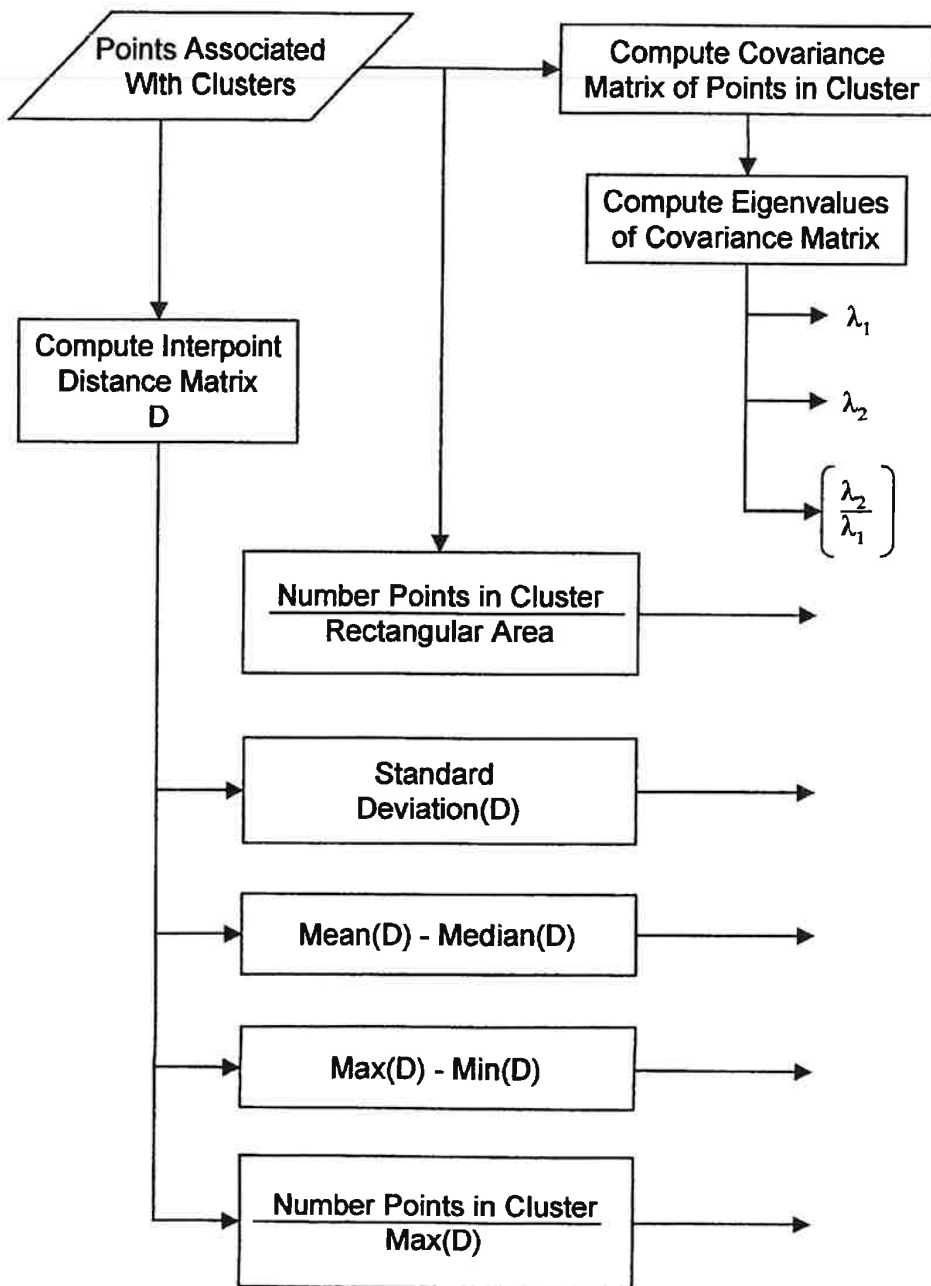 Points Associated
With Clusters
Compute Covariance
Matrix of Points in Cluster
Compute Eigenvalues
of Covariance Matrix
λ₁
λ₂
(λ₂/λ₁)
Compute Interpoint
Distance Matrix
D
Number Points in Cluster
Rectangular Area
Standard
Deviation(D)
Mean(D) - Median(D)
Max(D) - Min(D)
Number Points in Cluster
Max(D)